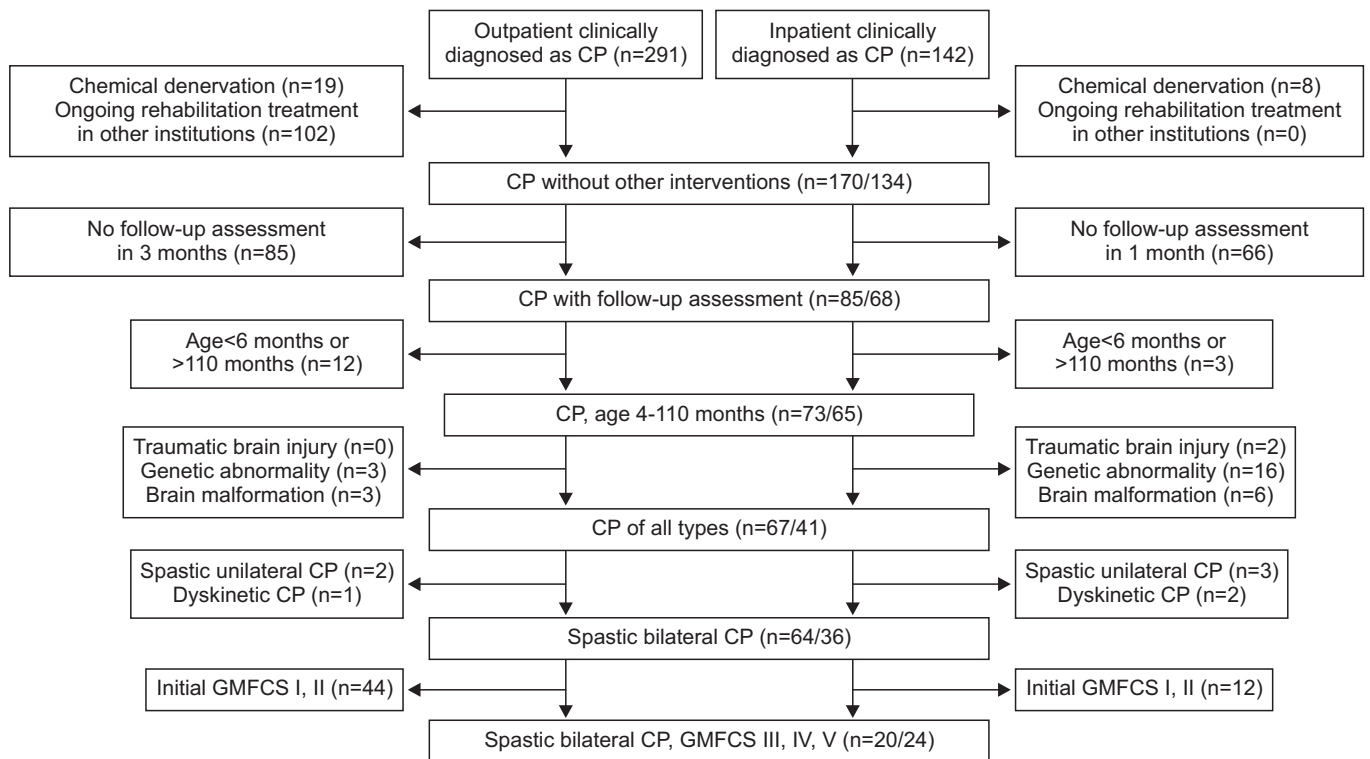 Outpatient clinically
diagnosed as CP (n=291)
Inpatient clinically
diagnosed as CP (n=142)
Chemical denervation (n=19)
Ongoing rehabilitation treatment
in other institutions (n=102)
Chemical denervation (n=8)
Ongoing rehabilitation treatment
in other institutions (n=0)
CP without other interventions (n=170/134)
No follow-up assessment
in 3 months (n=85)
No follow-up assessment
in 1 month (n=66)
CP with follow-up assessment (n=85/68)
Age<6 months or
>110 months (n=12)
Age<6 months or
>110 months (n=3)
CP, age 4-110 months (n=73/65)
Traumatic brain injury (n=0)
Genetic abnormality (n=3)
Brain malformation (n=3)
Traumatic brain injury (n=2)
Genetic abnormality (n=16)
Brain malformation (n=6)
CP of all types (n=67/41)
Spastic unilateral CP (n=2)
Dyskinetic CP (n=1)
Spastic unilateral CP (n=3)
Dyskinetic CP (n=2)
Spastic bilateral CP (n=64/36)
Initial GMFCS I, II (n=44)
Initial GMFCS I, II (n=12)
Spastic bilateral CP, GMFCS III, IV, V (n=20/24)